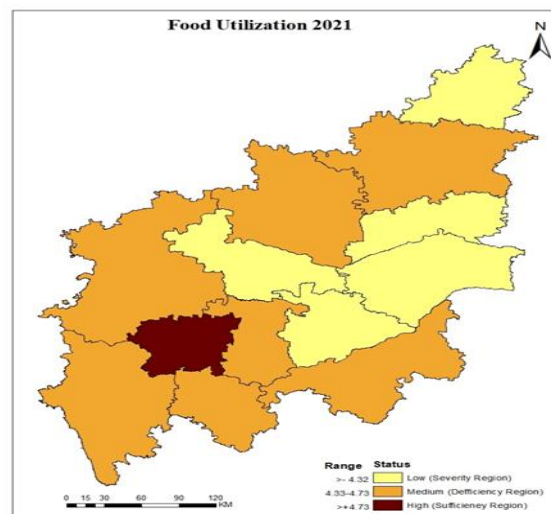 Food Utilization 2021
N
Range Status
>- 4.32 Low (Severity Region)
4.33-4.73 Medium (Defficiency Region)
>+4.73 High (Sufficieney Region)
0 15 30 60 90 120
KM